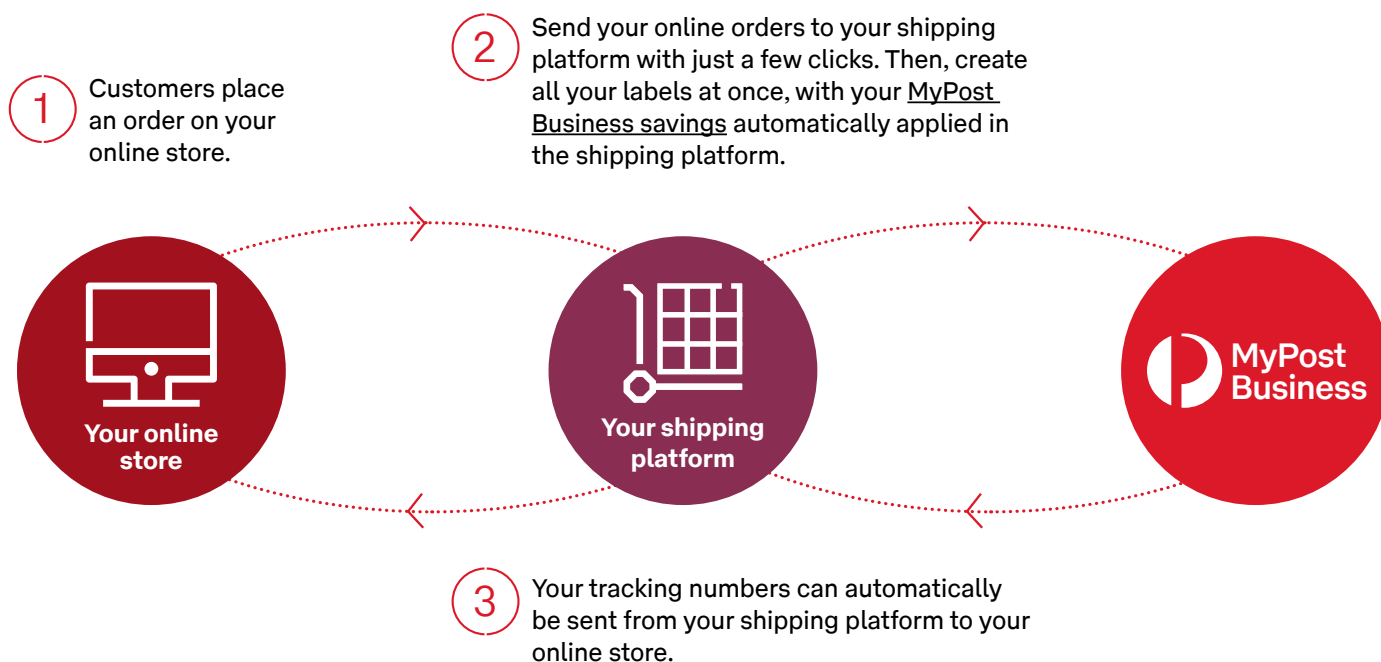 1
Customers place
an order on your
online store.
2
Send your online orders to your shipping
platform with just a few clicks. Then, create
all your labels at once, with your MyPost
Business savings automatically applied in
the shipping platform.
Your online
store
Your shipping
platform
MyPost
Business
3
Your tracking numbers can automatically
be sent from your shipping platform to your
online store.